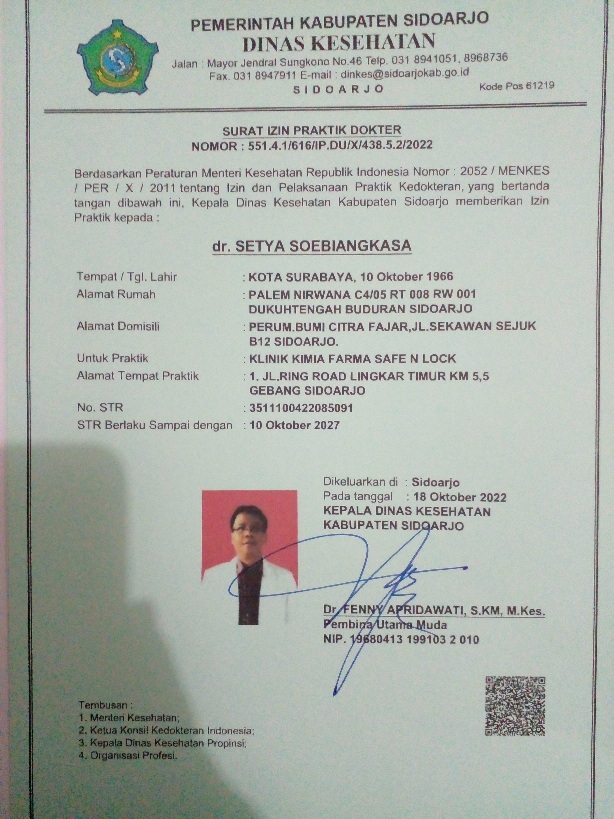 PEMERINTAH KABUPATEN SIDOARJO
DINAS KESEHATAN
Jalan : Mayor Jendral Sungkono No.46 Telp. 031 8941051, 8968736
Fax. 031 8947911 E-mail : dinkes@sidoarjokab.go.id
S I D O A R J O
Kode Pos 61219
SURAT IZIN PRAKTIK DOKTER
NOMOR : 551.4.1/616/IP.DU/X/438.5.2/2022
Berdasarkan Peraturan Menteri Kesehatan Republik Indonesia Nomor : 2052 / MENKES
/ PER / X / 2011 tentang Izin dan Pelaksanaan Praktik Kedokteran, yang bertanda
tangan dibawah ini, Kepala Dinas Kesehatan Kabupaten Sidoarjo memberikan Izin
Praktik kepada :
dr. SETYA SOEBIANGKASA
Tempat / Tgl. Lahir : KOTA SURABAYA, 10 Oktober 1966
Alamat Rumah : PALEM NIRWANA C4/05 RT 008 RW 001
DUKUHTENGAH BUDURAN SIDOARJO
Alamat Domisili : PERUM.BUMI CITRA FAJAR,JL.SEKAWAN SEJUK
B12 SIDOARJO.
Untuk Praktik : KLINIK KIMIA FARMA SAFE N LOCK
Alamat Tempat Praktik : 1. JL.RING ROAD LINGKAR TIMUR KM 5,5
GEBANG SIDOARJO
No. STR : 3511100422085091
STR Berlaku Sampai dengan : 10 Oktober 2027
Dikeluarkan di : Sidoarjo
Pada tanggal : 18 Oktober 2022
KEPALA DINAS KESEHATAN
KABUPATEN SIDOARJO
Dr. FENNY APRIDAWATI, S.KM, M.Kes.
Pembina Utama Muda
NIP. 19680413 199103 2 010
Tembusan :
1. Menteri Kesehatan;
2. Ketua Konsil Kedokteran Indonesia;
3. Kepala Dinas Kesehatan Propinsi;
4. Organisasi Profesi.